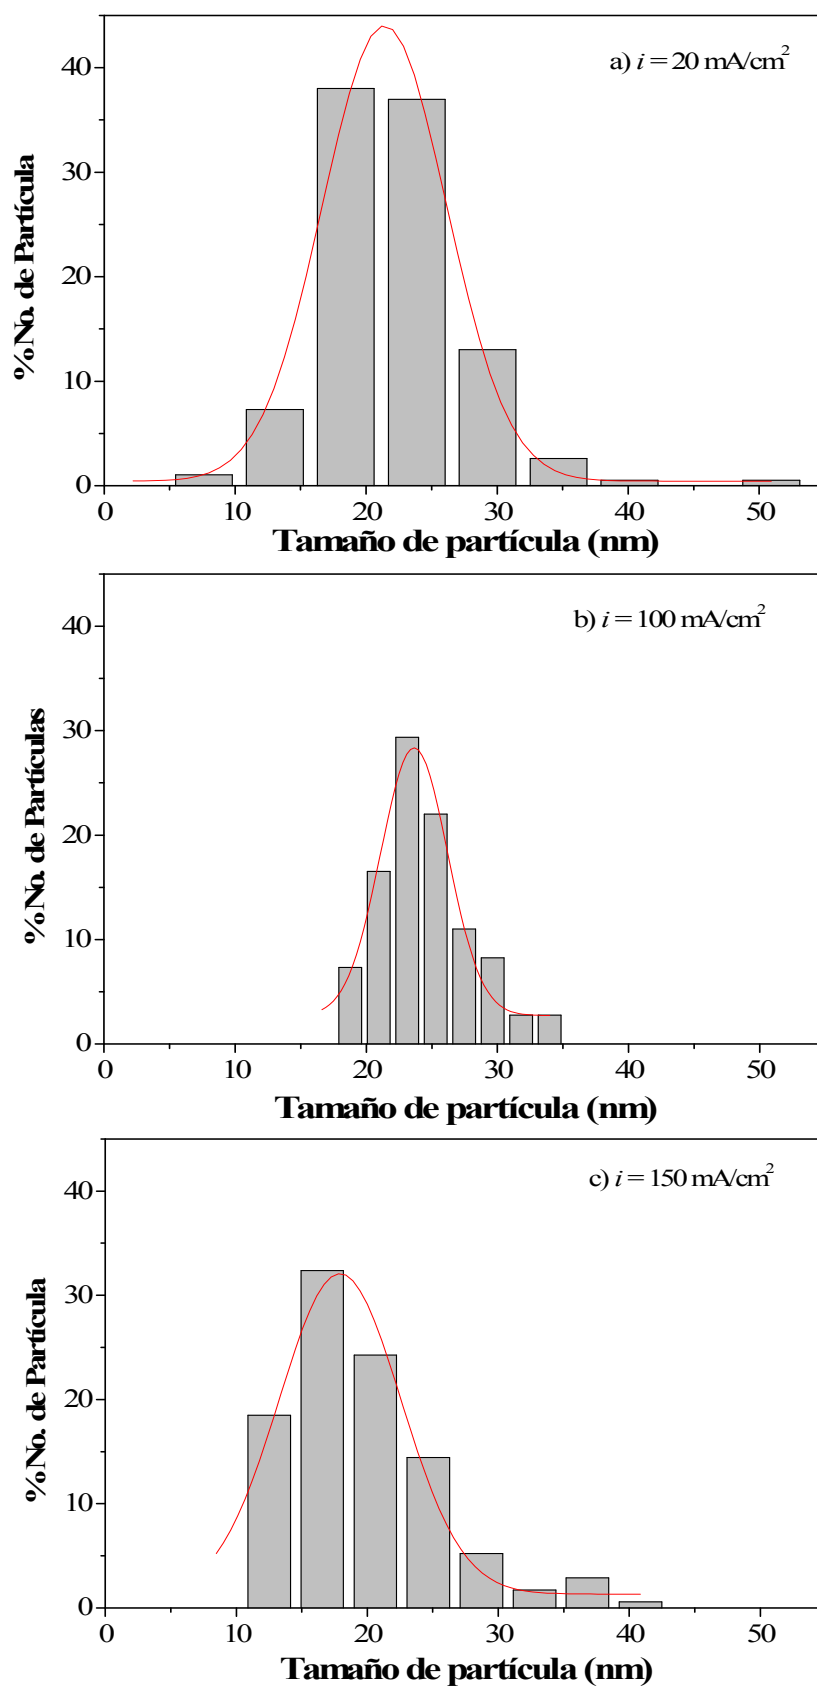 a) i = 20 mA/cm²
% No. de Partícula
40
30
20
10
0
0 10 20 30 40 50
Tamaño de partícula (nm)
b) i = 100 mA/cm²
% No. de Partículas
40
30
20
10
0
0 10 20 30 40 50
Tamaño de partícula (nm)
c) i = 150 mA/cm²
% No. de Partícula
40
30
20
10
0
0 10 20 30 40 50
Tamaño de partícula (nm)